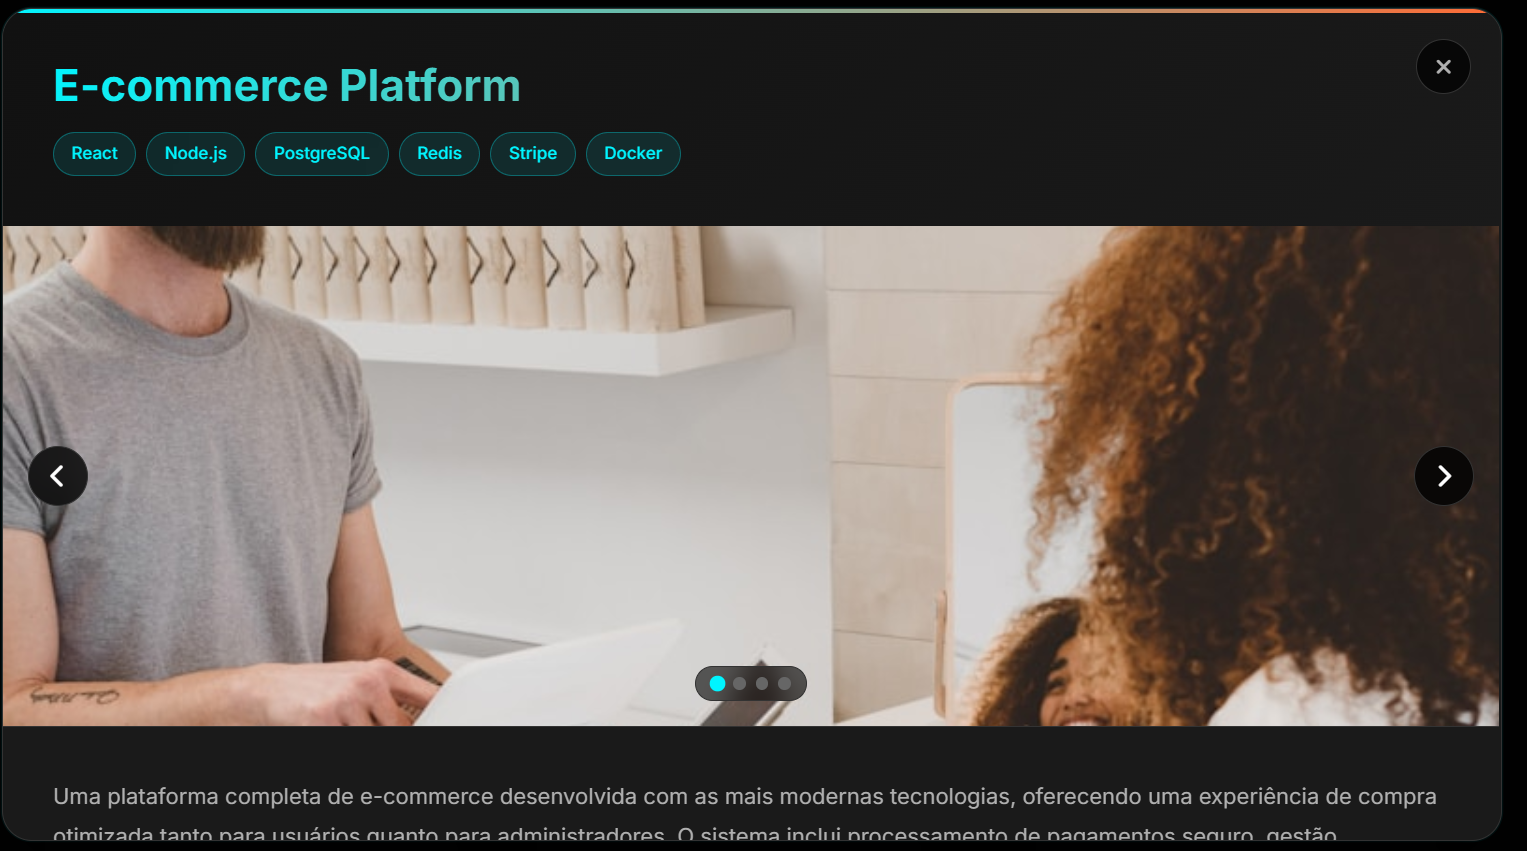 E-commerce Platform
React Node.js PostgreSQL Redis Stripe Docker
Uma plataforma completa de e-commerce desenvolvida com as mais modernas tecnologias, oferecendo uma experiência de compra
otimizada tanto para usuários quanto para administradores. O sistema inclui processamento de pagamentos seguro, gestão